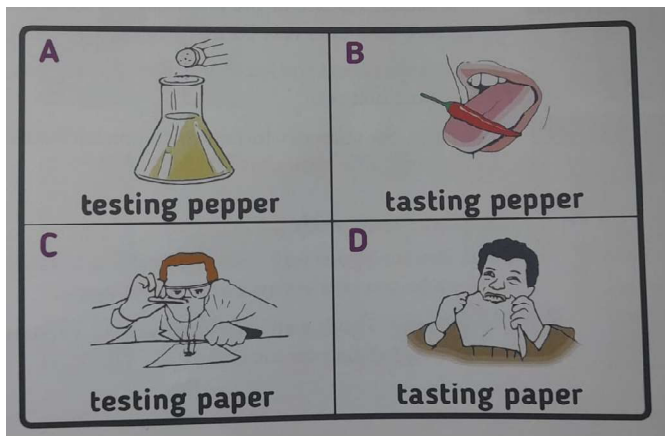 A
testing pepper
B
tasting pepper
C
testing paper
D
tasting paper